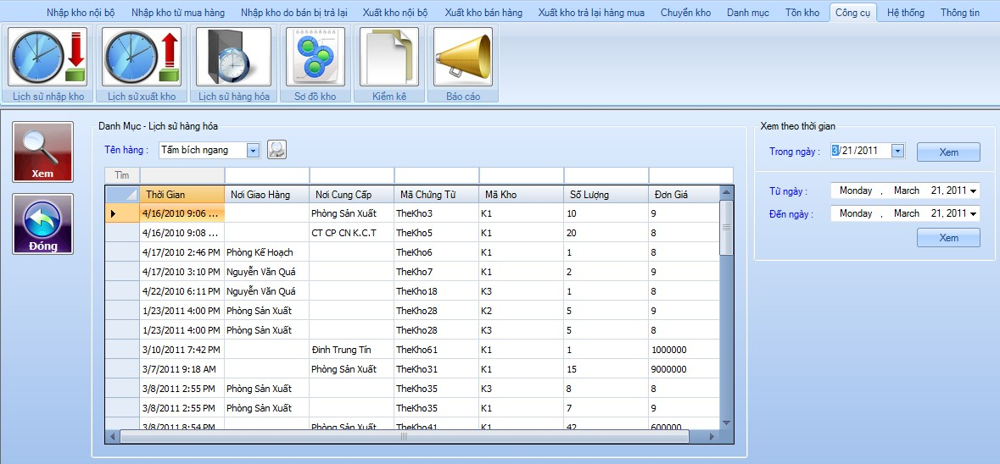 Nhập kho nội bộ Nhập kho từ mua hàng Nhập kho do bán bị trả lại Xuất kho nội bộ Xuất kho bán hàng Xuất kho trả lại hàng mua Chuyển kho Danh mục Tồn kho Công cụ Hệ thống Thông tin
Lịch sử nhập kho Lịch sử xuất kho Lịch sử hàng hóa Sơ đồ kho Kiểm kê Báo cáo
Xem
Đóng
Danh Mục - Lịch sử hàng hóa
Tên hàng : Tấm bích ngang
Tìm
Thời Gian Nơi Giao Hàng Nơi Cung Cấp Mã Chứng Từ Mã Kho Số Lượng Đơn Giá
4/16/2010 9:06 ... Phòng Sản Xuất TheKho3 K1 10 9
4/16/2010 9:08 ... CT CP CN K.C.T TheKho5 K1 20 8
4/17/2010 2:46 PM Phòng Kế Hoạch TheKho6 K1 1 8
4/17/2010 3:10 PM Nguyễn Văn Quá TheKho7 K1 2 9
4/22/2010 6:11 PM Nguyễn Văn Quá TheKho18 K3 1 8
1/23/2011 4:00 PM Phòng Sản Xuất TheKho28 K2 5 9
1/23/2011 4:00 PM Phòng Sản Xuất TheKho28 K3 5 8
3/10/2011 7:42 PM Đinh Trung Tín TheKho61 K1 1 1000000
3/7/2011 9:18 AM Phòng Sản Xuất TheKho31 K1 15 9000000
3/8/2011 2:55 PM Phòng Sản Xuất TheKho35 K3 8 8
3/8/2011 2:55 PM Phòng Sản Xuất TheKho35 K1 7 9
3/8/2011 8:54 PM Phòng Sản Xuất TheKho41 K1 42 600000
Xem theo thời gian
Trong ngày : 3/21/2011 Xem
Từ ngày : Monday , March 21, 2011
Đến ngày : Monday , March 21, 2011
Xem